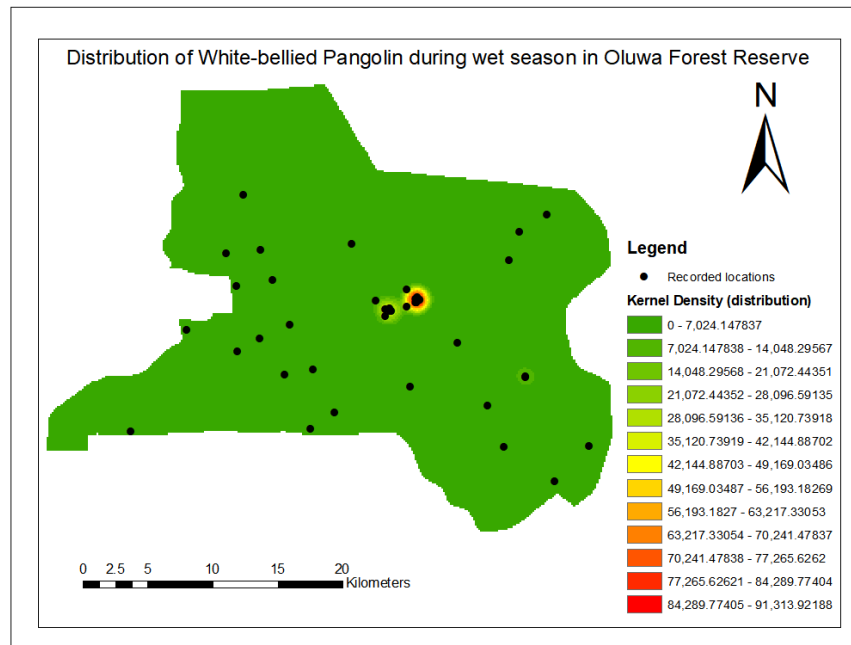 Distribution of White-bellied Pangolin during wet season in Oluwa Forest Reserve
N
Legend
Recorded locations
Kernel Density (distribution)
0 - 7,024.147837
7,024.147838 - 14,048.29567
14,048.29568 - 21,072.44351
21,072.44352 - 28,096.59135
28,096.59136 - 35,120.73918
35,120.73919 - 42,144.88702
42,144.88703 - 49,169.03486
49,169.03487 - 56,193.18269
56,193.1827 - 63,217.33053
63,217.33054 - 70,241.47837
70,241.47838 - 77,265.6262
77,265.62621 - 84,289.77404
84,289.77405 - 91,313.92188
0 2.5 5 10 15 20
Kilometers